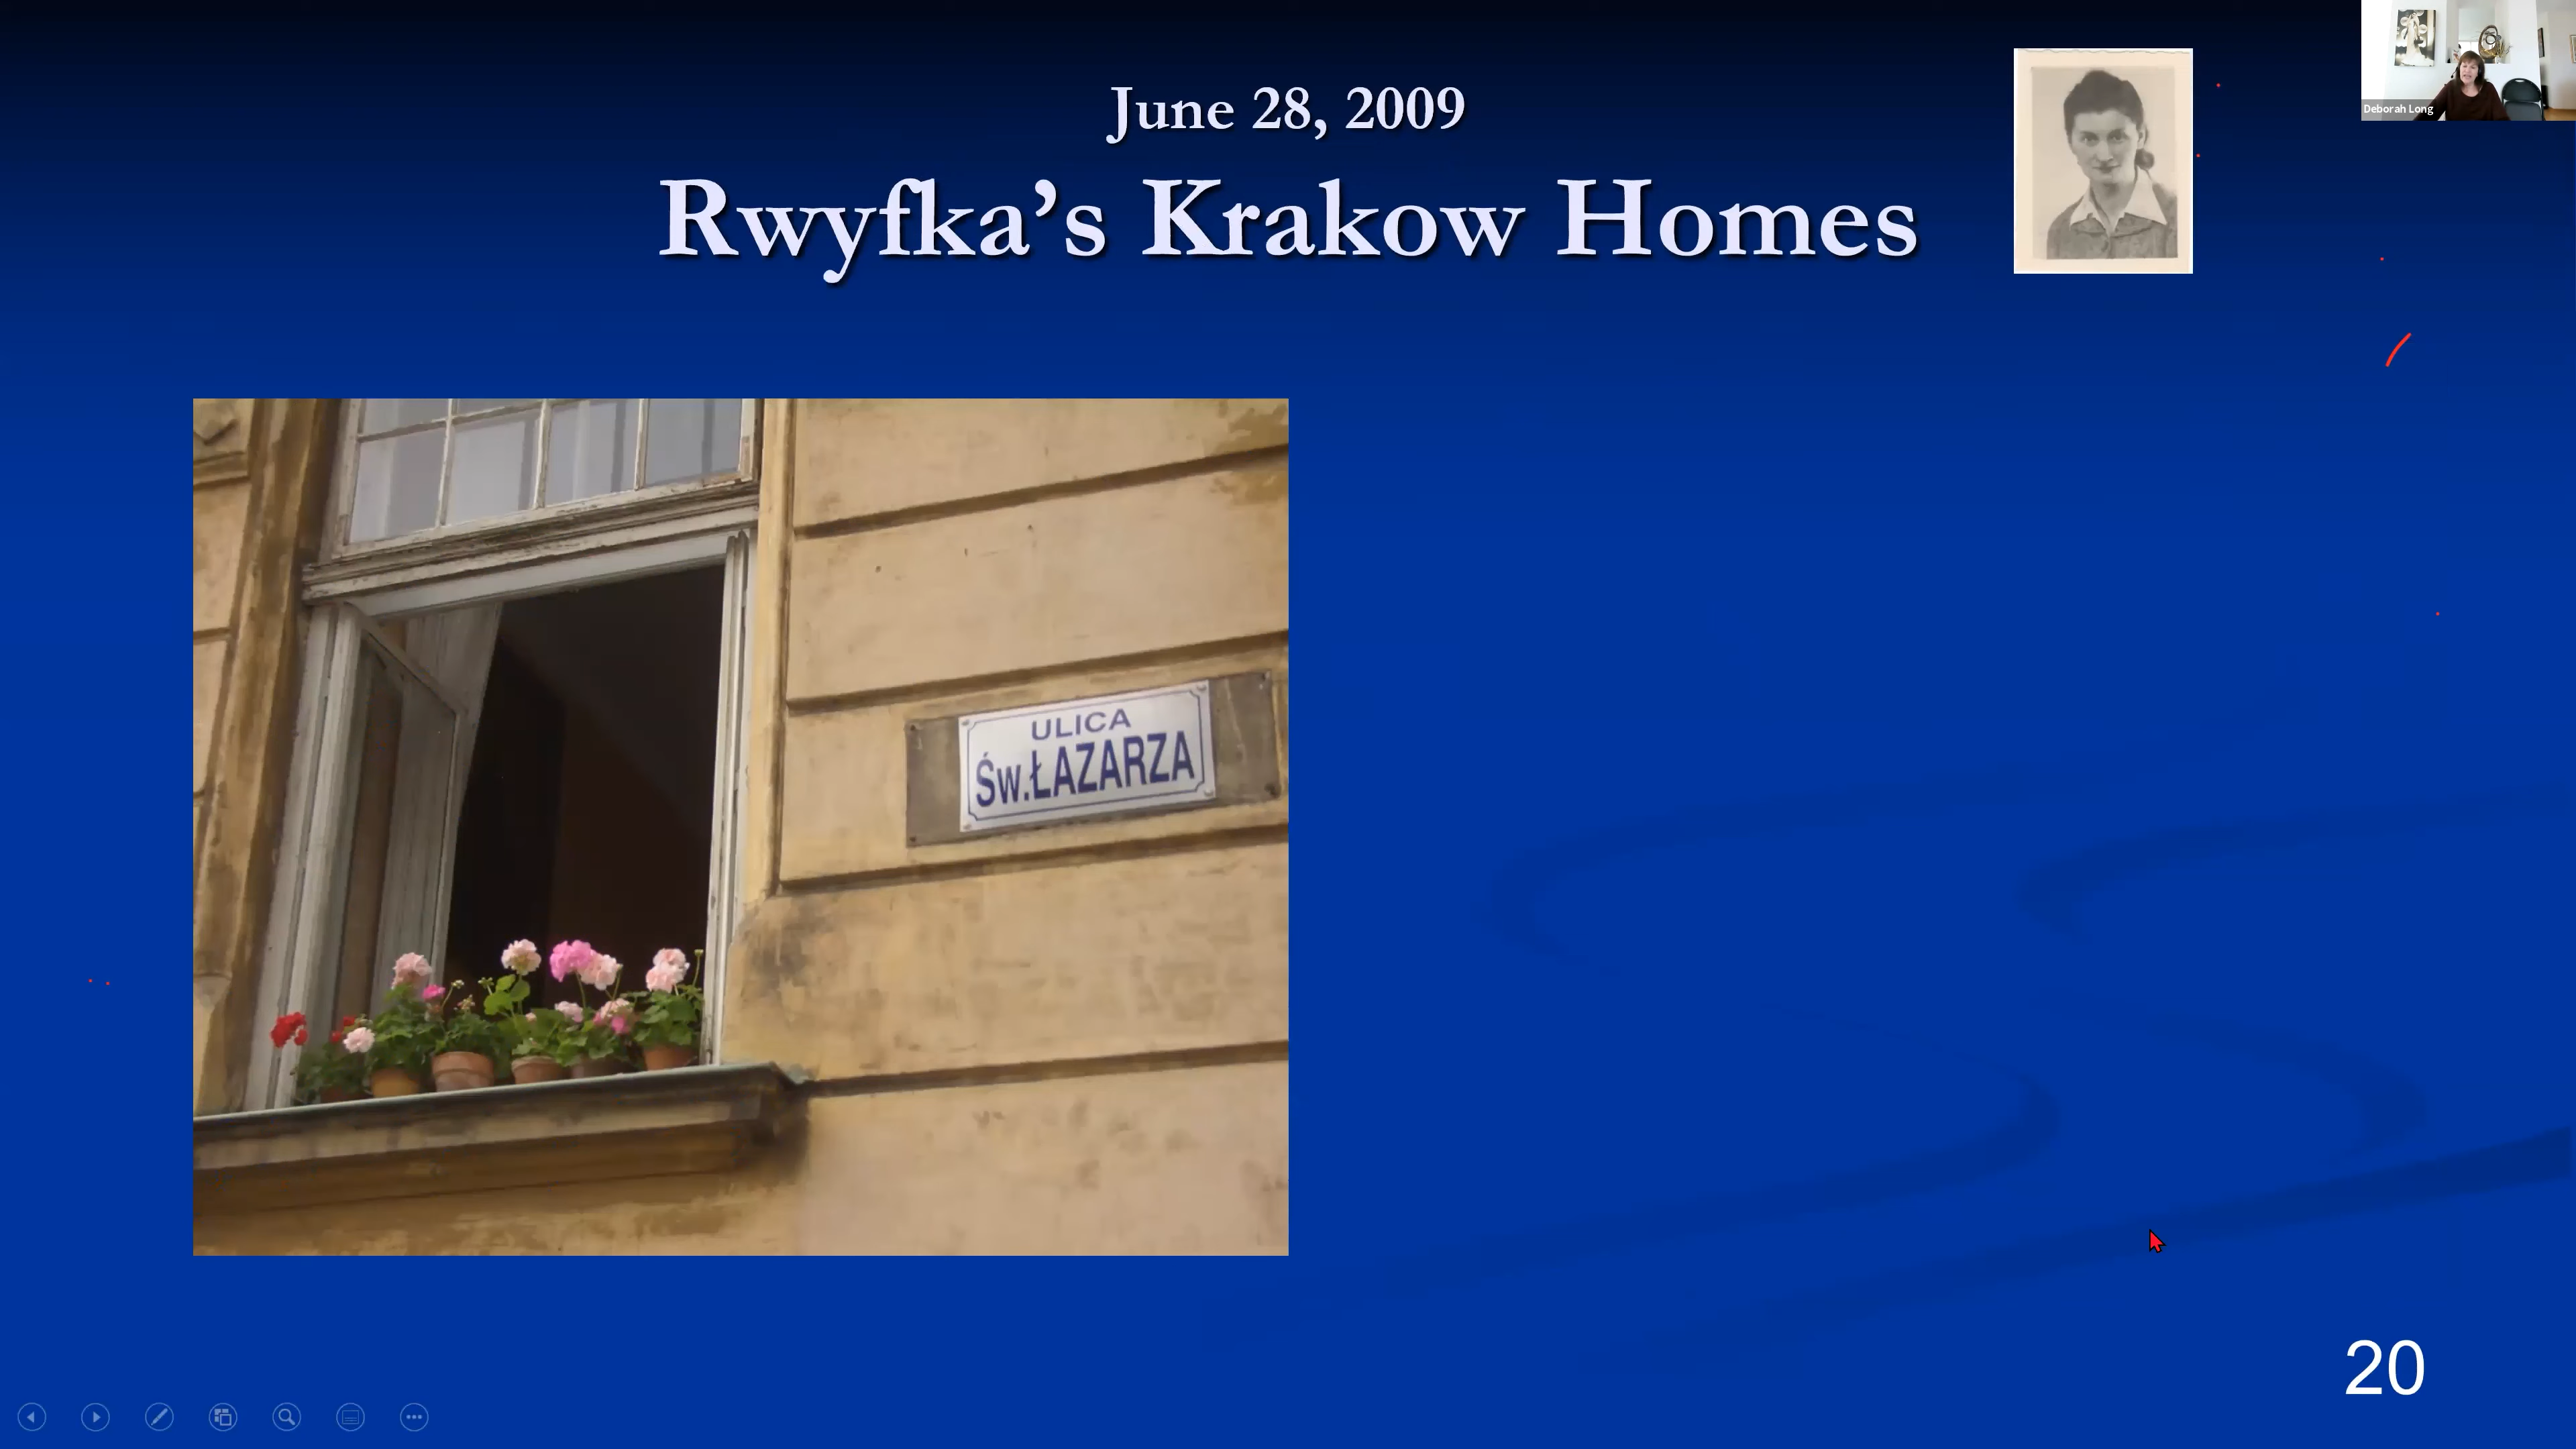 June 28, 2009
Rwyfka’s Krakow Homes
Deborah Long
ULICA
Św.ŁAZARZA
20